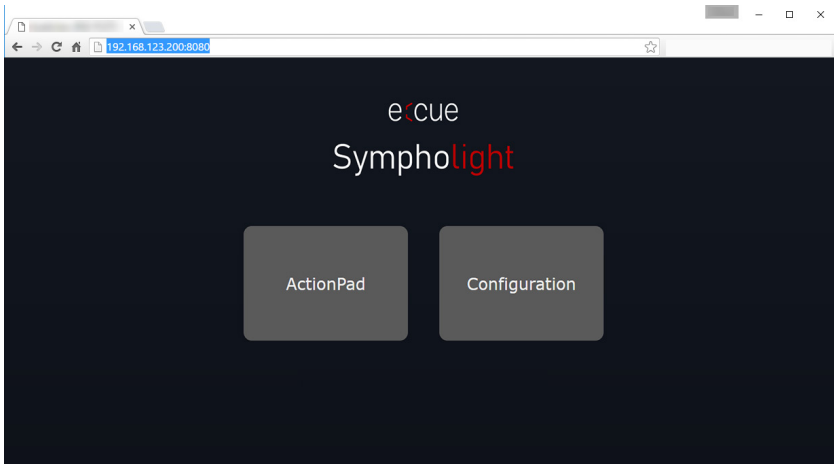 192.168.123.200:8080
e:cue
Sympholight
ActionPad
Configuration